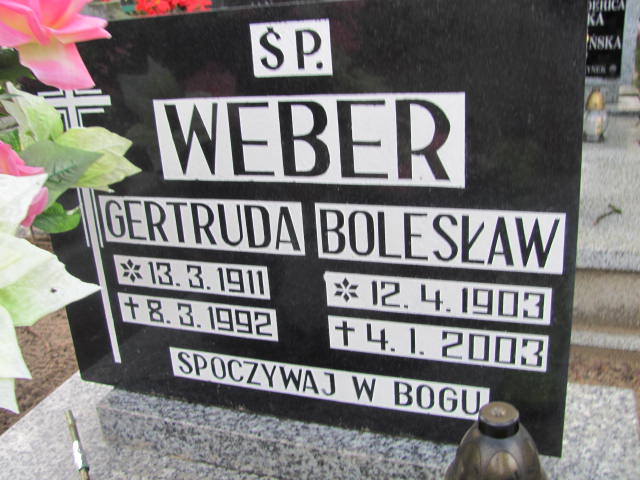 ŚP.
WEBER
GERTRUDA BOLESŁAW
* 13. 3. 1911 * 12. 4. 1903
† 8. 3. 1992 † 4. 1. 2003
SPOCZYWAJ W BOGU